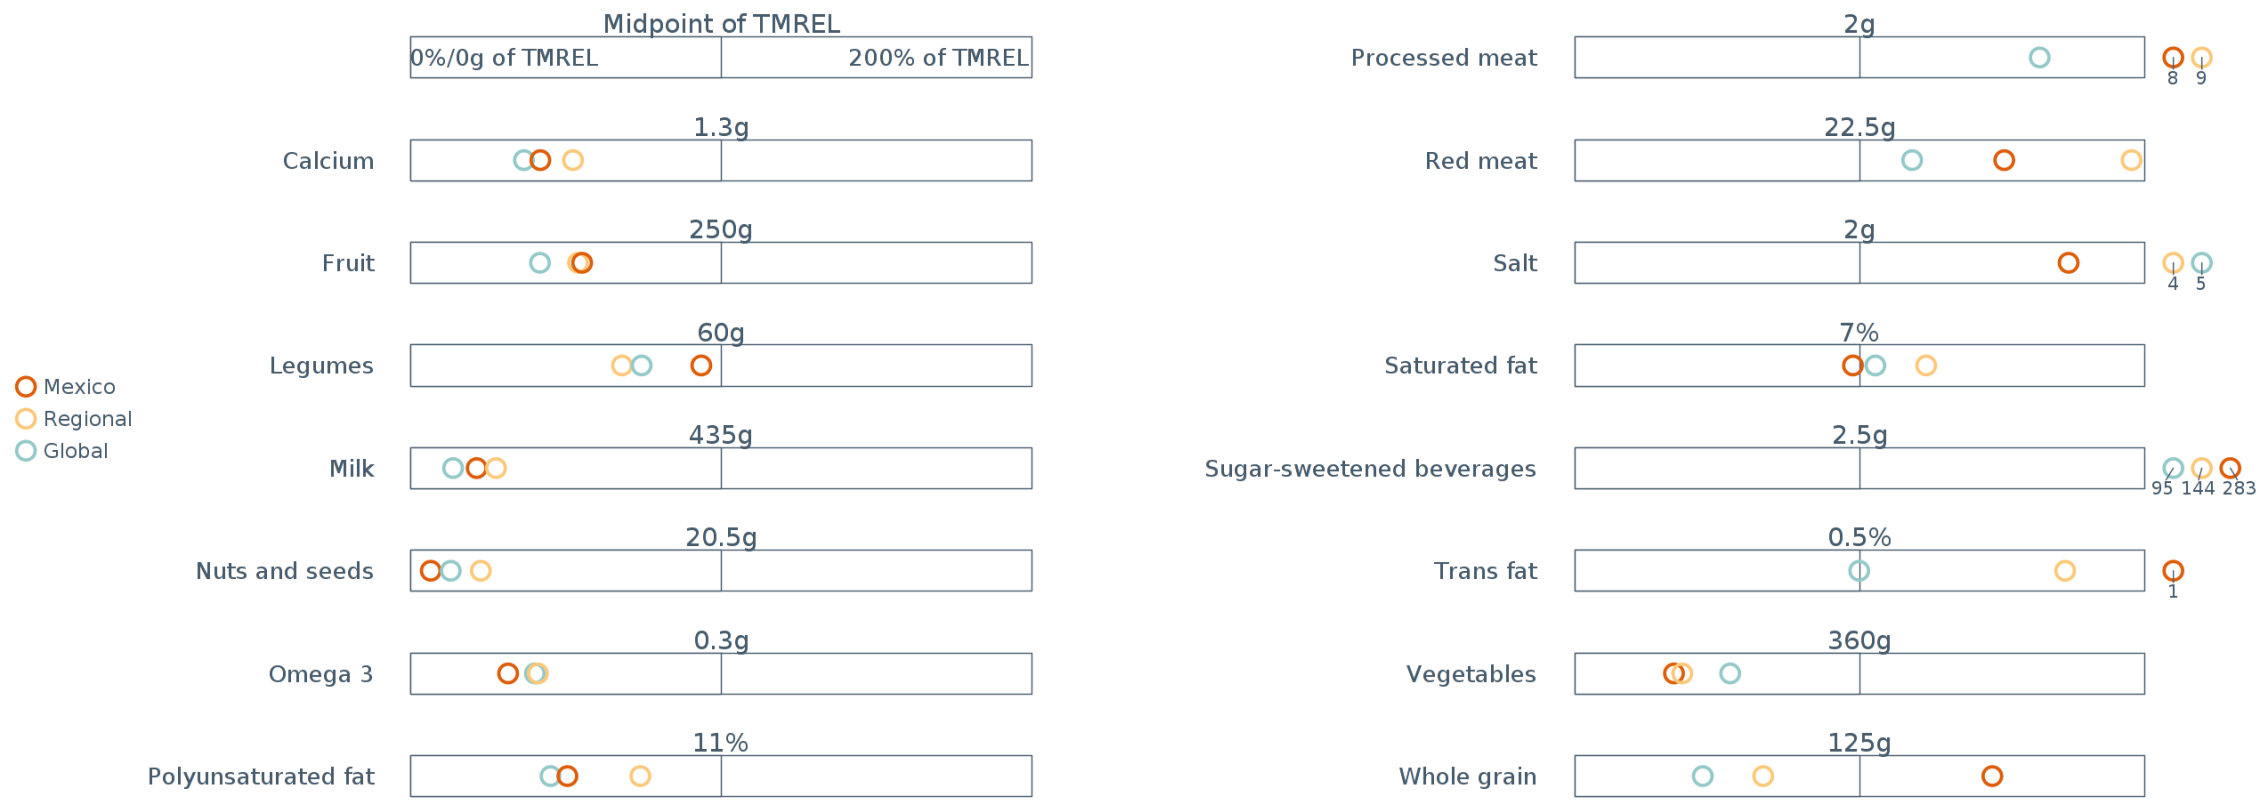 Midpoint of TMREL
0%/0g of TMREL
200% of TMREL
1.3g
Calcium
250g
Fruit
60g
Legumes
435g
Milk
20.5g
Nuts and seeds
0.3g
Omega 3
11%
Polyunsaturated fat
Mexico
Regional
Global
2g
Processed meat
8 9
22.5g
Red meat
2g
Salt
4 5
7%
Saturated fat
2.5g
Sugar-sweetened beverages
95 144 283
0.5%
Trans fat
1
360g
Vegetables
125g
Whole grain